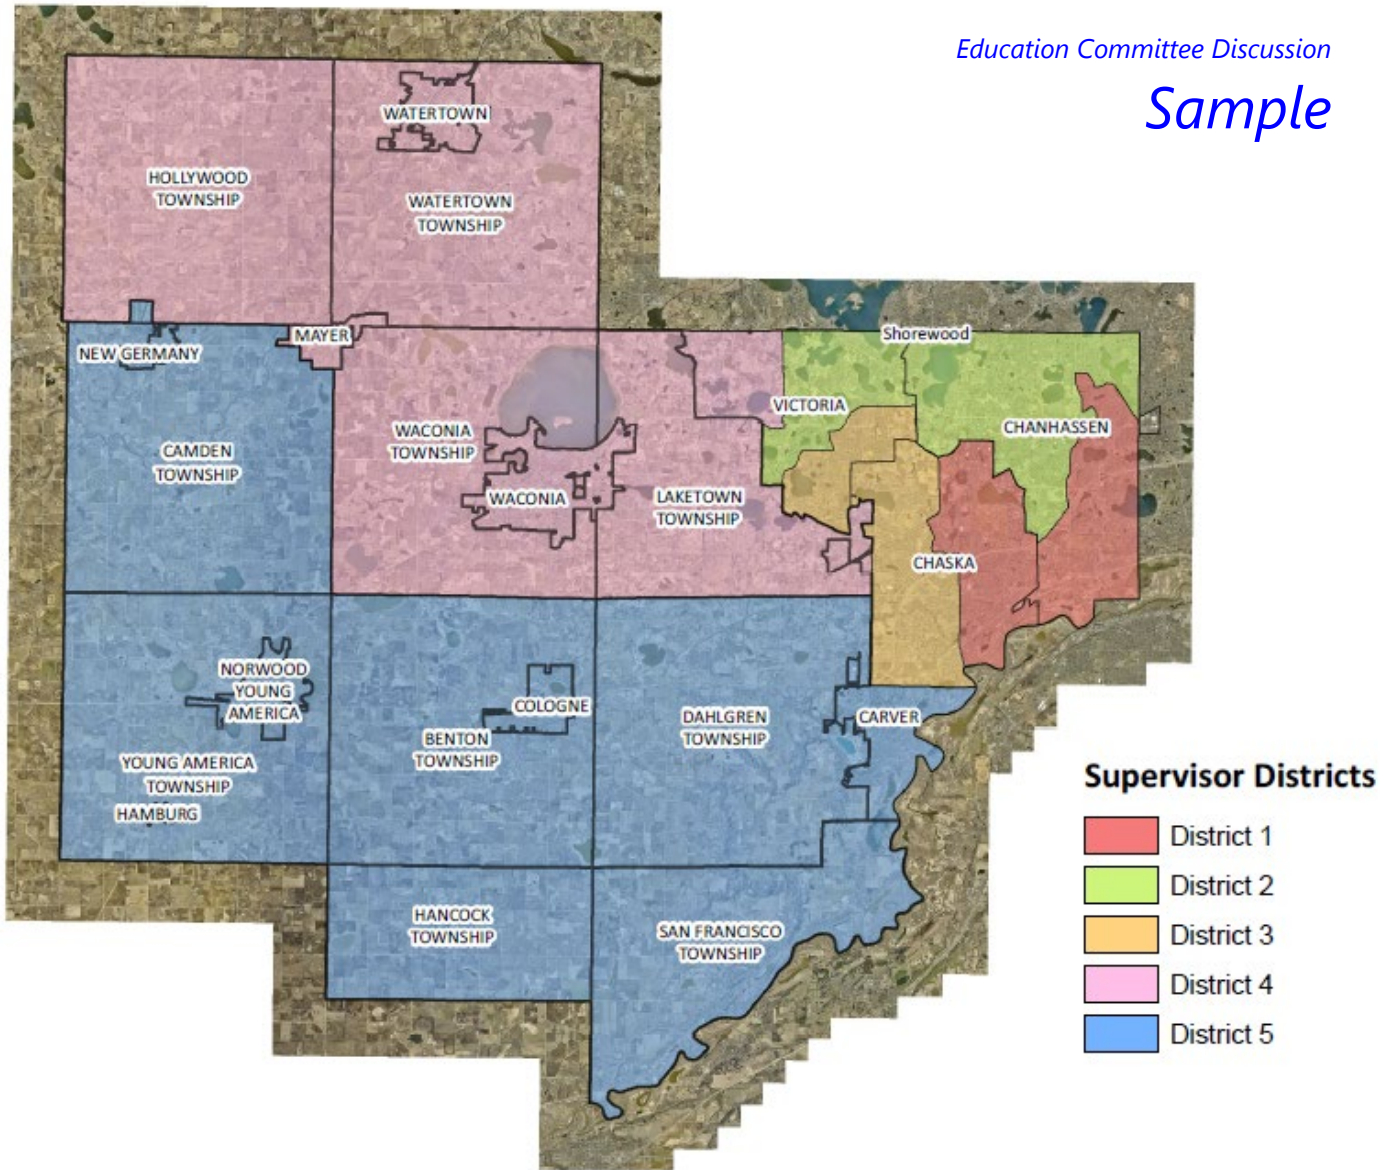 Education Committee Discussion
Sample
WATERTOWN
HOLLYWOOD
TOWNSHIP
WATERTOWN
TOWNSHIP
MAYER
Shorewood
NEW GERMANY
VICTORIA
CHANHASSEN
WACONIA
TOWNSHIP
CAMDEN
TOWNSHIP
WACONIA
LAKETOWN
TOWNSHIP
CHASKA
NORWOOD
YOUNG
AMERICA
COLOGNE
DAHLGREN
TOWNSHIP
CARVER
BENTON
TOWNSHIP
YOUNG AMERICA
TOWNSHIP
HAMBURG
HANCOCK
TOWNSHIP
SAN FRANCISCO
TOWNSHIP
Supervisor Districts
District 1
District 2
District 3
District 4
District 5